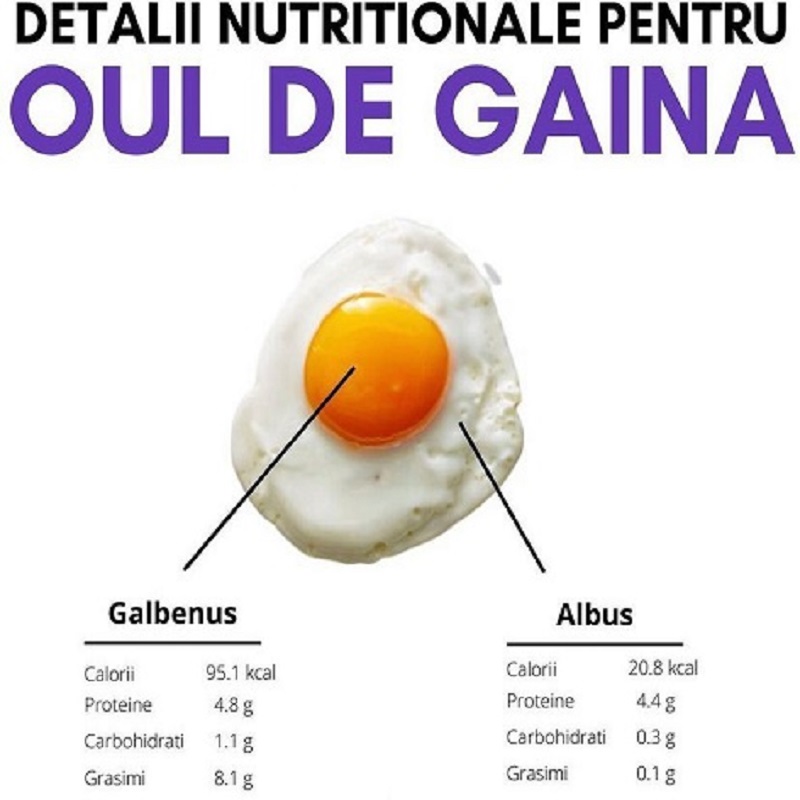 DETALII NUTRITIONALE PENTRU
OUL DE GAINA
Galbenus
Calorii 95.1 kcal
Proteine 4.8 g
Carbohidrati 1.1 g
Grasimi 8.1 g
Albus
Calorii 20.8 kcal
Proteine 4.4 g
Carbohidrati 0.3 g
Grasimi 0.1 g